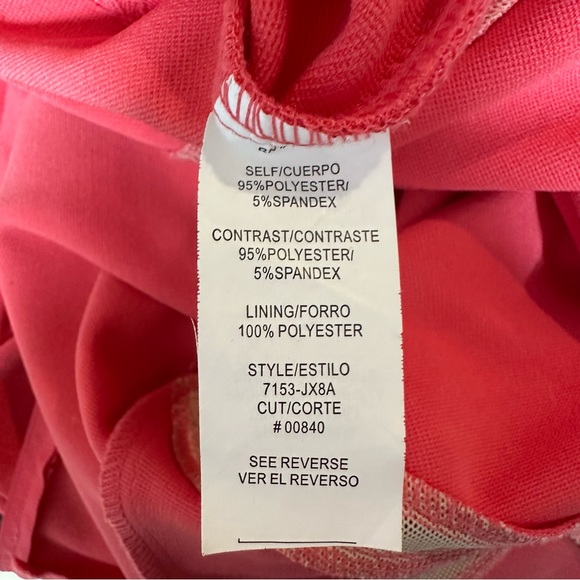 SELF/CUERPO
95%POLYESTER/
5%SPANDEX
CONTRAST/CONTRASTE
95%POLYESTER/
5%SPANDEX
LINING/FORRO
100% POLYESTER
STYLE/ESTILO
7153-JX8A
CUT/CORTE
# 00840
SEE REVERSE
VER EL REVERSO